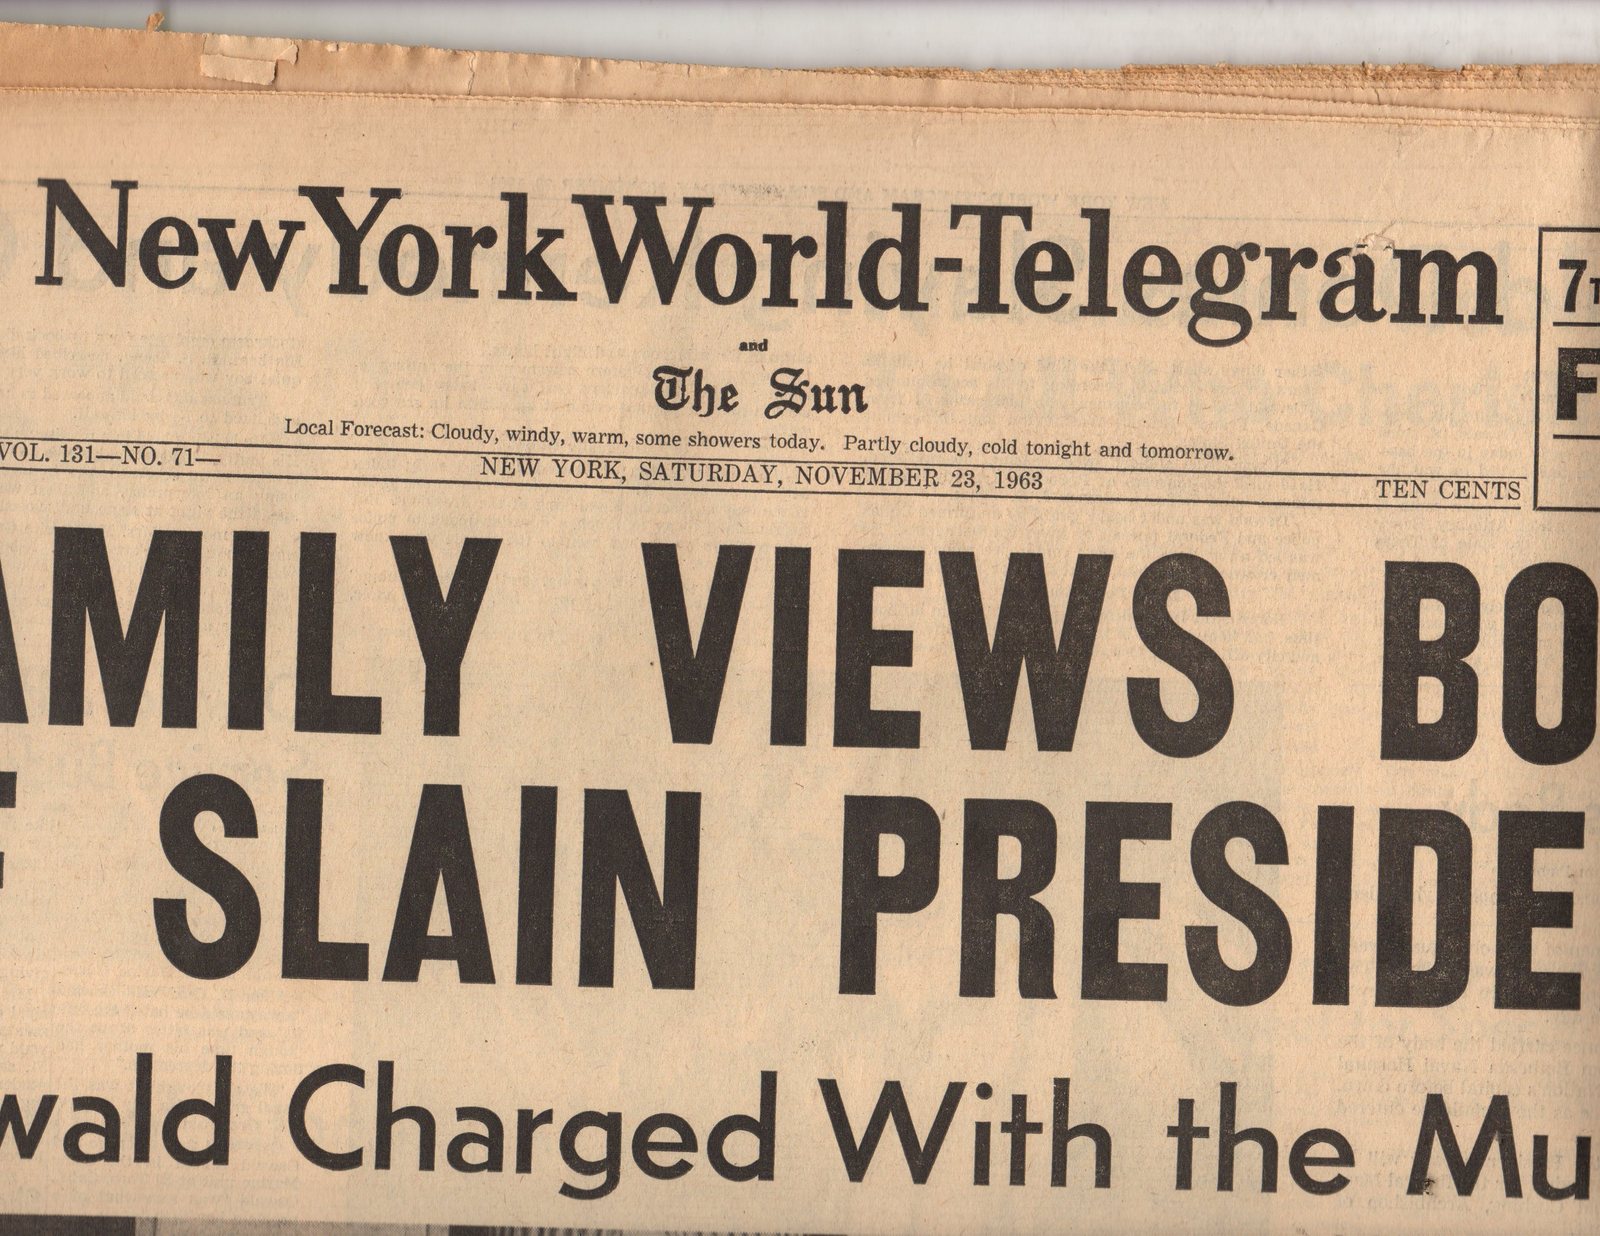 New York World-Telegram
7T
and
F
The Sun
Local Forecast: Cloudy, windy, warm, some showers today. Partly cloudy, cold tonight and tomorrow.
VOL. 131—NO. 71—
NEW YORK, SATURDAY, NOVEMBER 23, 1963
TEN CENTS
AMILY VIEWS BO
F SLAIN PRESIDE
wald Charged With the Mu